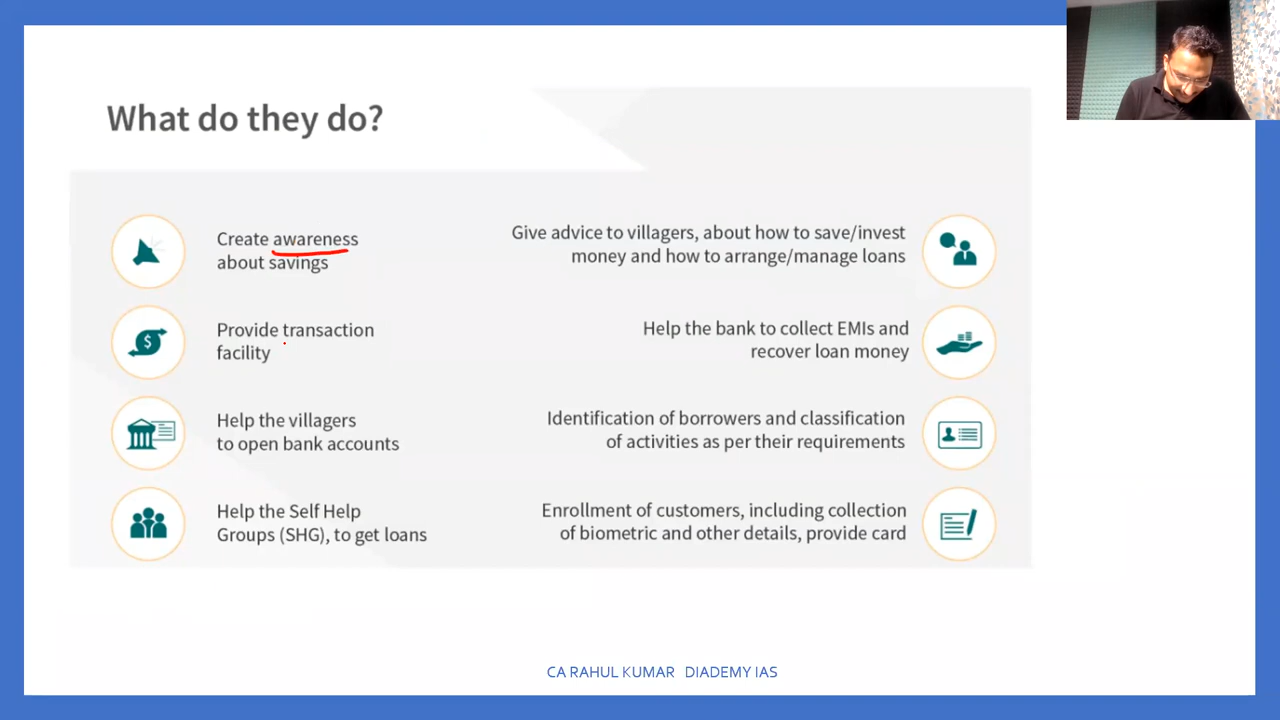 What do they do?
Create awareness
about savings
Provide transaction
facility
Help the villagers
to open bank accounts
Help the Self Help
Groups (SHG), to get loans
Give advice to villagers, about how to save/invest
money and how to arrange/manage loans
Help the bank to collect EMIs and
recover loan money
Identification of borrowers and classification
of activities as per their requirements
Enrollment of customers, including collection
of biometric and other details, provide card
$
CA RAHUL KUMAR DIADEMY IAS